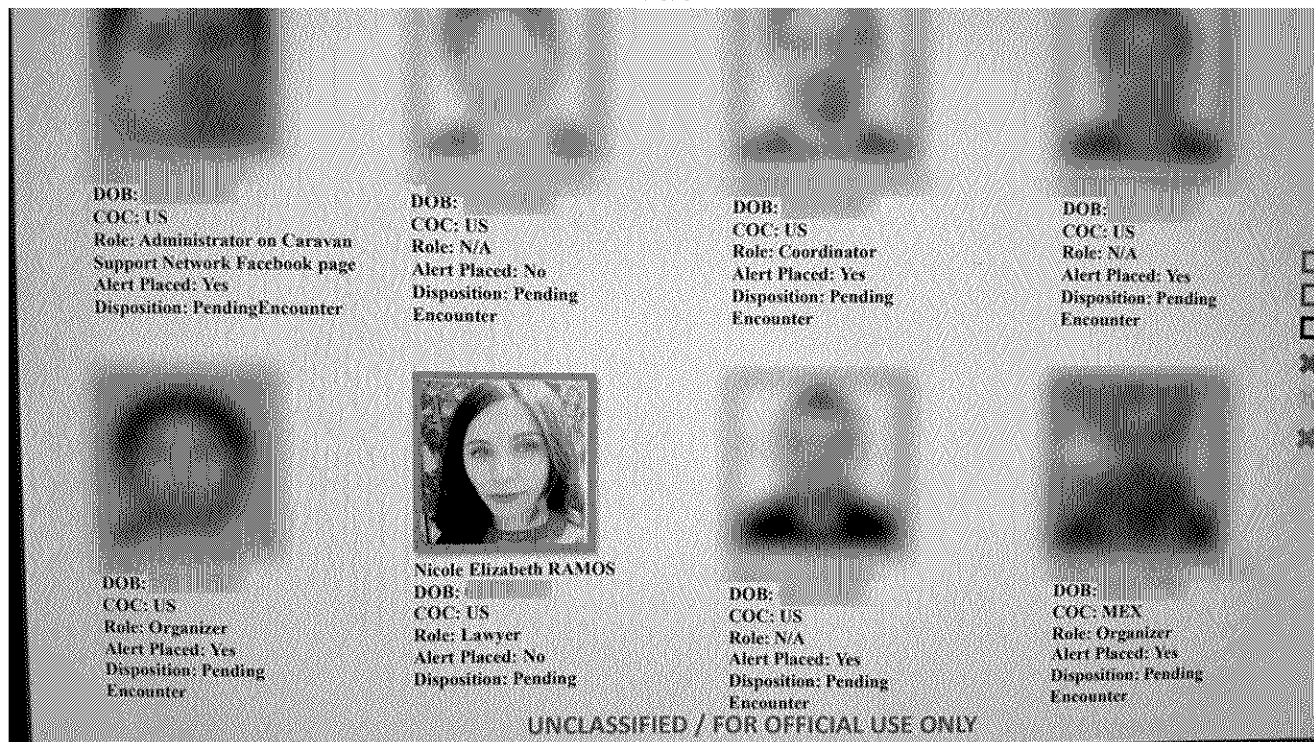 DOB:
COC: US
Role: Administrator on Caravan
Support Network Facebook page
Alert Placed: Yes
Disposition: PendingEncounter
DOB:
COC: US
Role: N/A
Alert Placed: No
Disposition: Pending
Encounter
DOB:
COC: US
Role: Coordinator
Alert Placed: Yes
Disposition: Pending
Encounter
DOB:
COC: US
Role: N/A
Alert Placed: Yes
Disposition: Pending
Encounter
DOB:
COC: US
Role: Organizer
Alert Placed: Yes
Disposition: Pending
Encounter
Nicole Elizabeth RAMOS
DOB:
COC: US
Role: Lawyer
Alert Placed: No
Disposition: Pending
DOB:
COC: US
Role: N/A
Alert Placed: Yes
Disposition: Pending
Encounter
DOB:
COC: MEX
Role: Organizer
Alert Placed: Yes
Disposition: Pending
Encounter
UNCLASSIFIED / FOR OFFICIAL USE ONLY